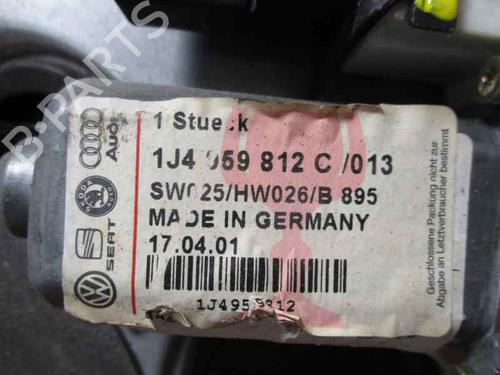 B-PARTS
Audi
SKODA
SEAT
1 Stueck
1J4 959 812 C /013
SW025/HW026/B 895
MADE IN GERMANY
17.04.01
1J4959812
Geschlossene Packung nicht zur
Abgabe an Letztverbraucher bestimmt